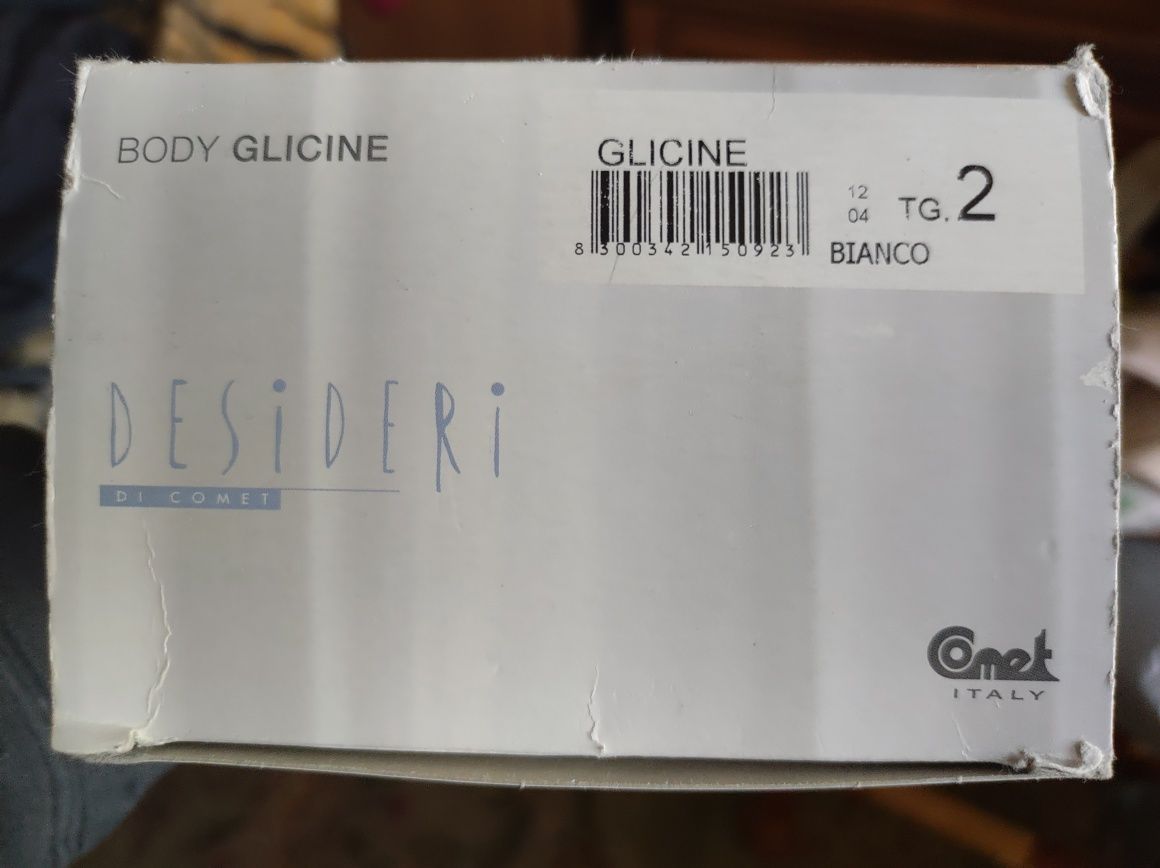 BODY GLICINE
GLICINE
8 300342 150923
12
04
TG. 2
BIANCO
DESiDERi
DI COMET
Comet
ITALY